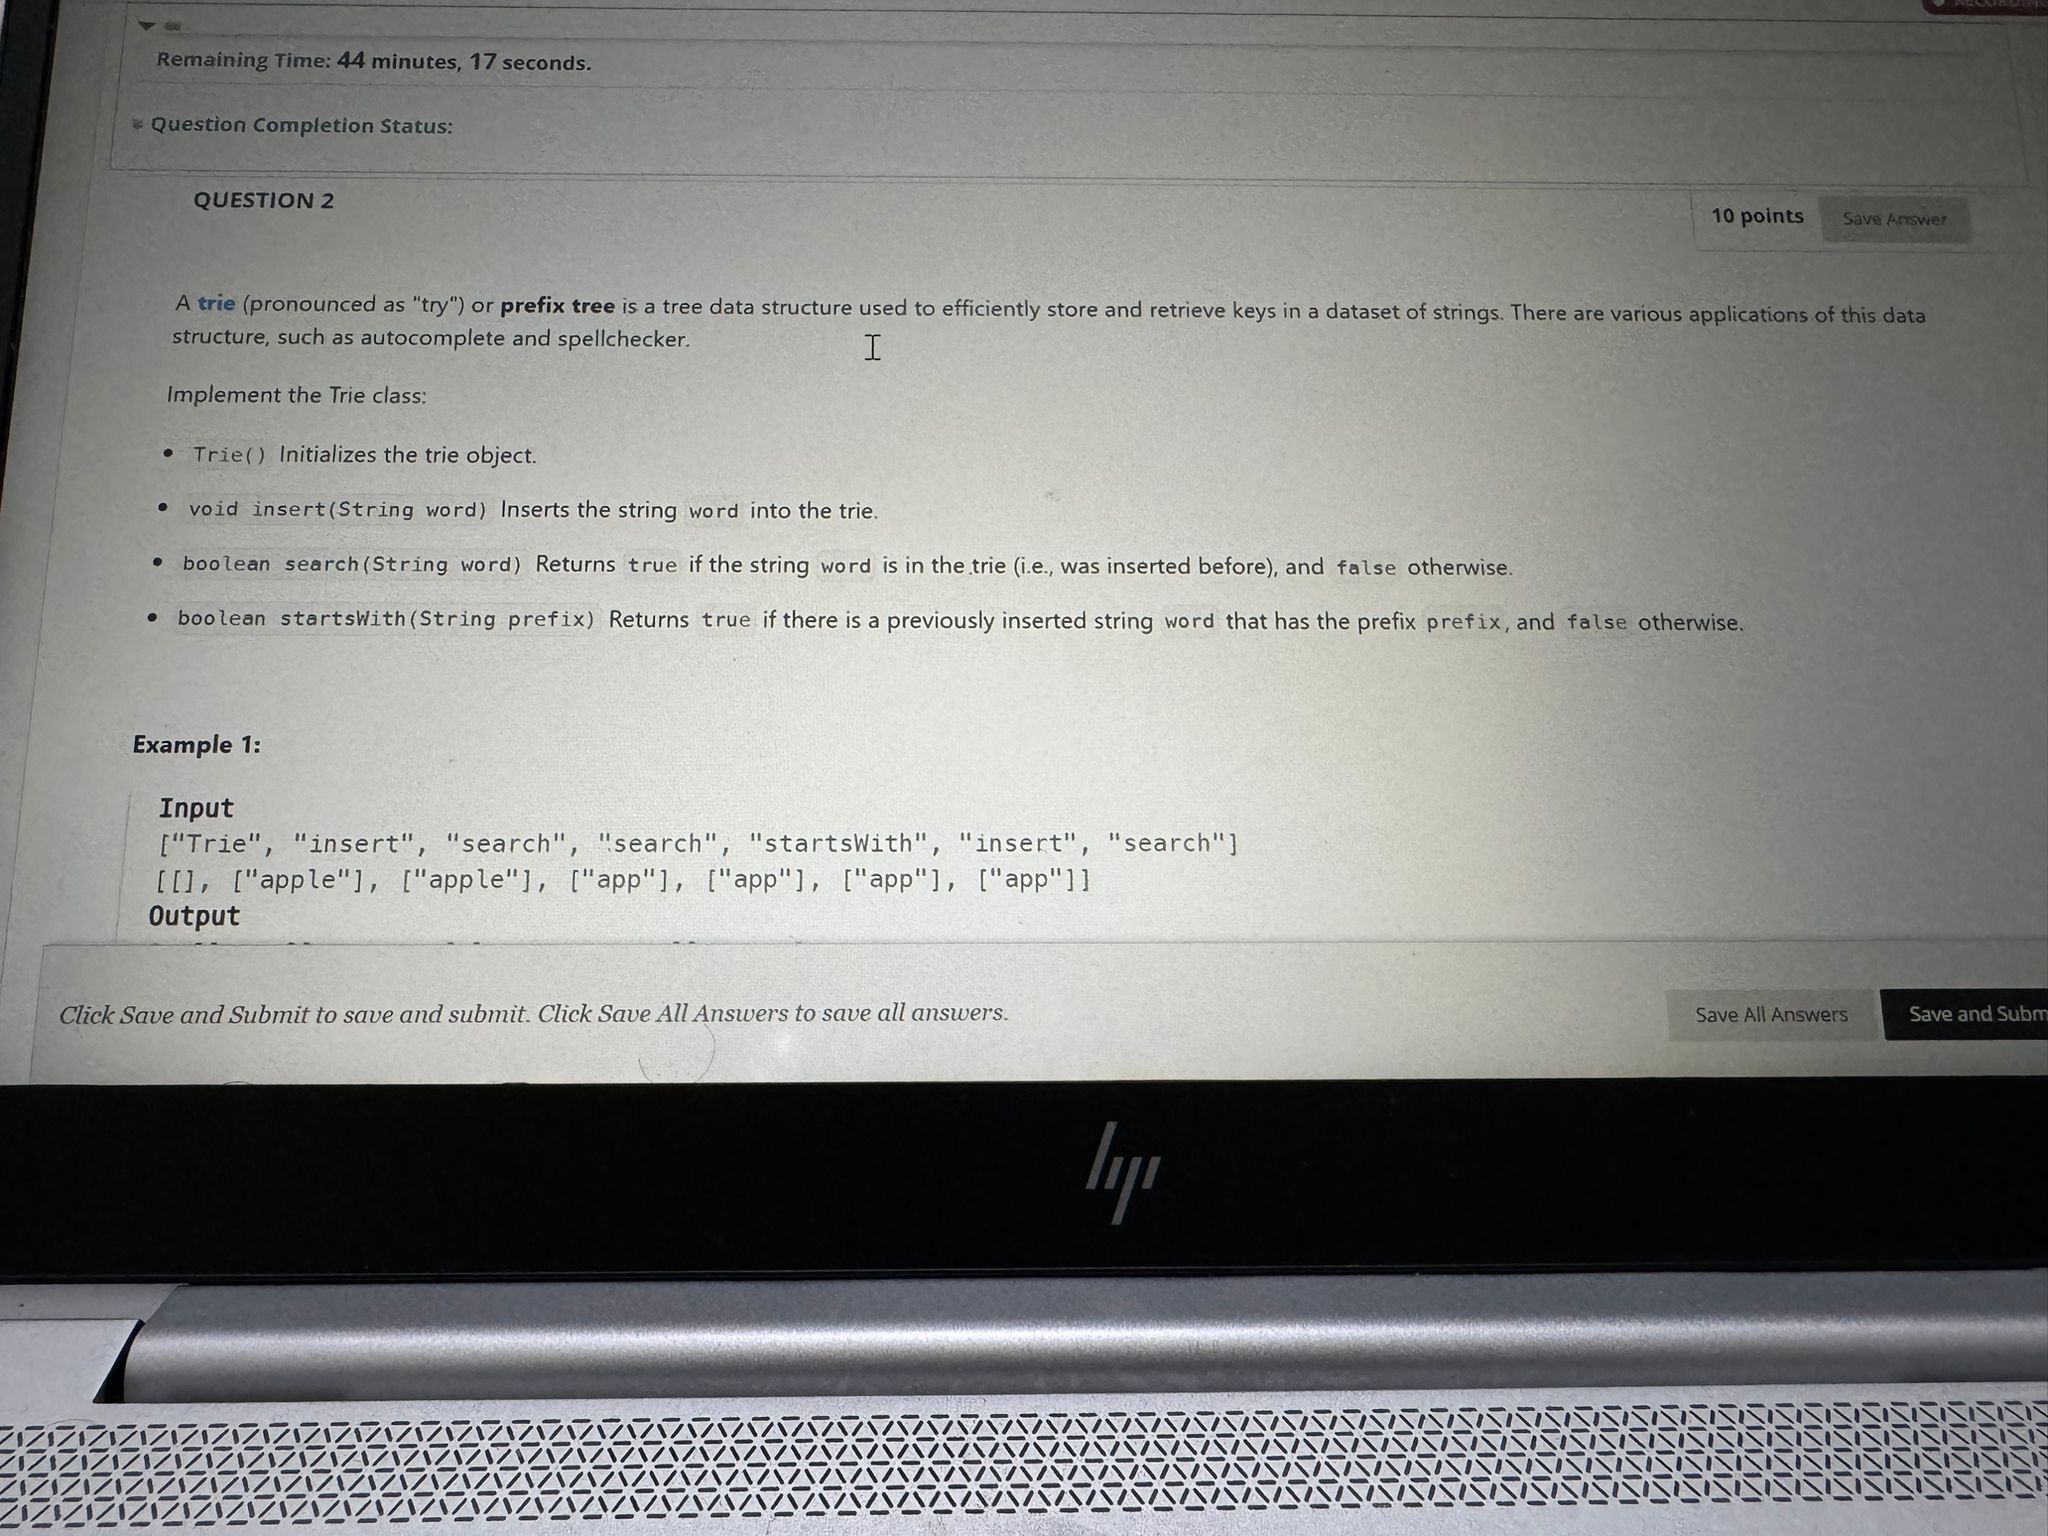 RECORDING
Remaining Time: 44 minutes, 17 seconds.
Question Completion Status:
QUESTION 2
10 points
Save Answer
A trie (pronounced as "try") or prefix tree is a tree data structure used to efficiently store and retrieve keys in a dataset of strings. There are various applications of this data
structure, such as autocomplete and spellchecker.
Implement the Trie class:
• Trie() Initializes the trie object.
• void insert(String word) Inserts the string word into the trie.
• boolean search(String word) Returns true if the string word is in the trie (i.e., was inserted before), and false otherwise.
• boolean startsWith(String prefix) Returns true if there is a previously inserted string word that has the prefix prefix, and false otherwise.
Example 1:
Input
["Trie", "insert", "search", "search", "startsWith", "insert", "search"]
[[], ["apple"], ["apple"], ["app"], ["app"], ["app"], ["app"]]
Output
Click Save and Submit to save and submit. Click Save All Answers to save all answers.
Save All Answers
Save and Subm
hp